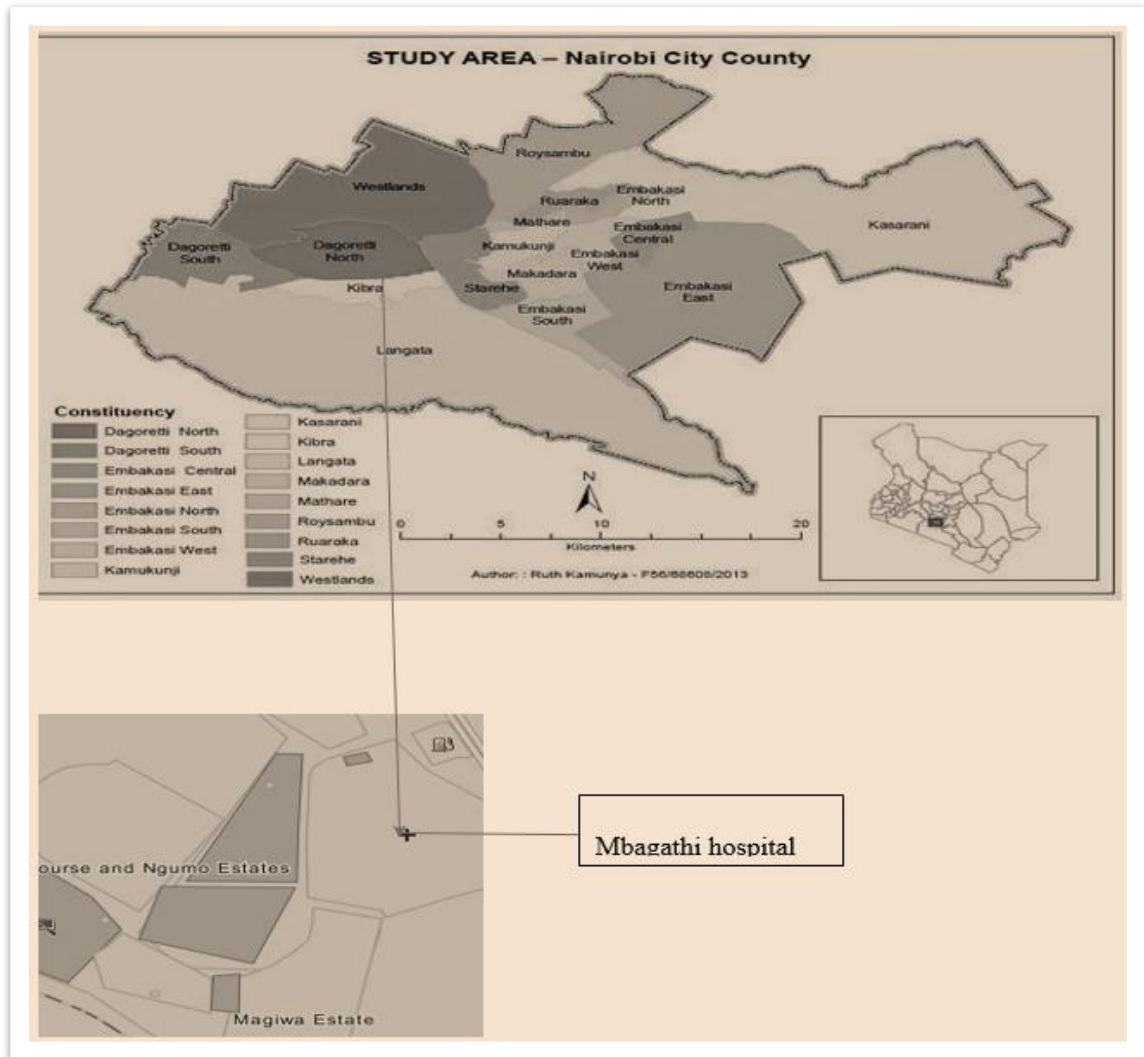 STUDY AREA – Nairobi City County
Roysambu
Westlands
Embakasi
North
Ruaraka
Mathare
Kasarani
Embakasi
Central
Dagoretti
South
Dagoretti
North
Kamukunji
Embakasi
West
Makadara
Kibra
Starehe
Embakasi
East
Embakasi
South
Langata
Constituency
Dagoretti North
Dagoretti South
Embakasi Central
Embakasi East
Embakasi North
Embakasi South
Embakasi West
Kamukunji
Kasarani
Kibra
Langata
Makadara
Mathare
Roysambu
Ruaraka
Starehe
Westlands
N
0 5 10 20
Kilometers
Author: : Ruth Kamunya - F56/68608/2013
Mbagathi hospital
ourse and Ngumo Estates
Magiwa Estate